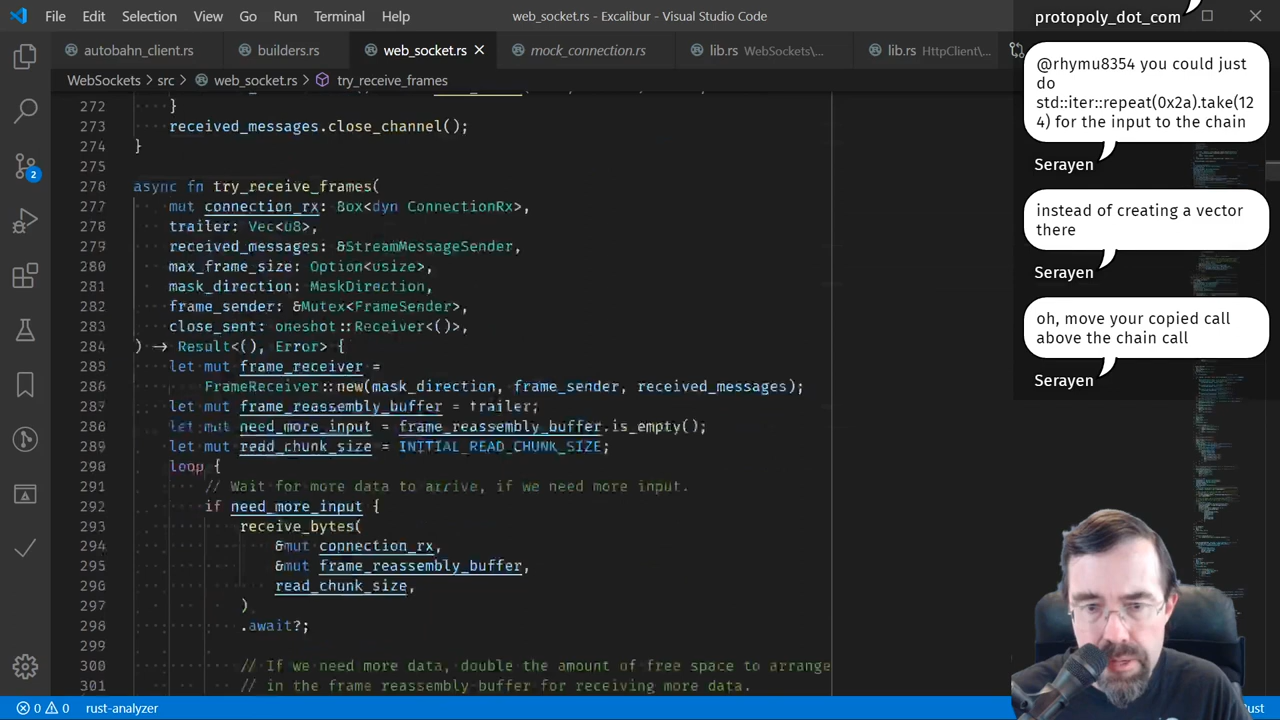 File Edit Selection View Go Run Terminal Help
web_socket.rs - Excalibur - Visual Studio Code
autobahn_client.rs builders.rs web_socket.rs mock_connection.rs lib.rs WebSockets\... lib.rs HttpClient\...
WebSockets > src > web_socket.rs > try_receive_frames
272 }
273 received_messages.close_channel();
274 }
275
276 async fn try_receive_frames(
277 mut connection_rx: Box<dyn ConnectionRx>,
278 trailer: Vec<u8>,
279 received_messages: &StreamMessageSender,
280 max_frame_size: Option<usize>,
281 mask_direction: MaskDirection,
282 frame_sender: &Mutex<FrameSender>,
283 close_sent: oneshot::Receiver<()>,
284 ) -> Result<(), Error> {
285 let mut frame_receiver =
286 FrameReceiver::new(mask_direction, frame_sender, received_messages);
287 let mut frame_reassembly_buffer = trailer;
288 let mut need_more_input = frame_reassembly_buffer.is_empty();
289 let mut read_chunk_size = INITIAL_READ_CHUNK_SIZE;
290 loop {
291 // Wait for more data to arrive, if we need more input.
292 if need_more_input {
293 receive_bytes(
294 &mut connection_rx,
295 &mut frame_reassembly_buffer,
296 read_chunk_size,
297 )
298 .await?;
299
300 // If we need more data, double the amount of free space to arrange
301 // in the frame reassembly buffer for receiving more data.
protopoly_dot_com
@rhymu8354 you could just
do
std::iter::repeat(0x2a).take(12
4) for the input to the chain
Serayen
instead of creating a vector
there
Serayen
oh, move your copied call
above the chain call
Serayen
2
0 0 rust-analyzer
Rust